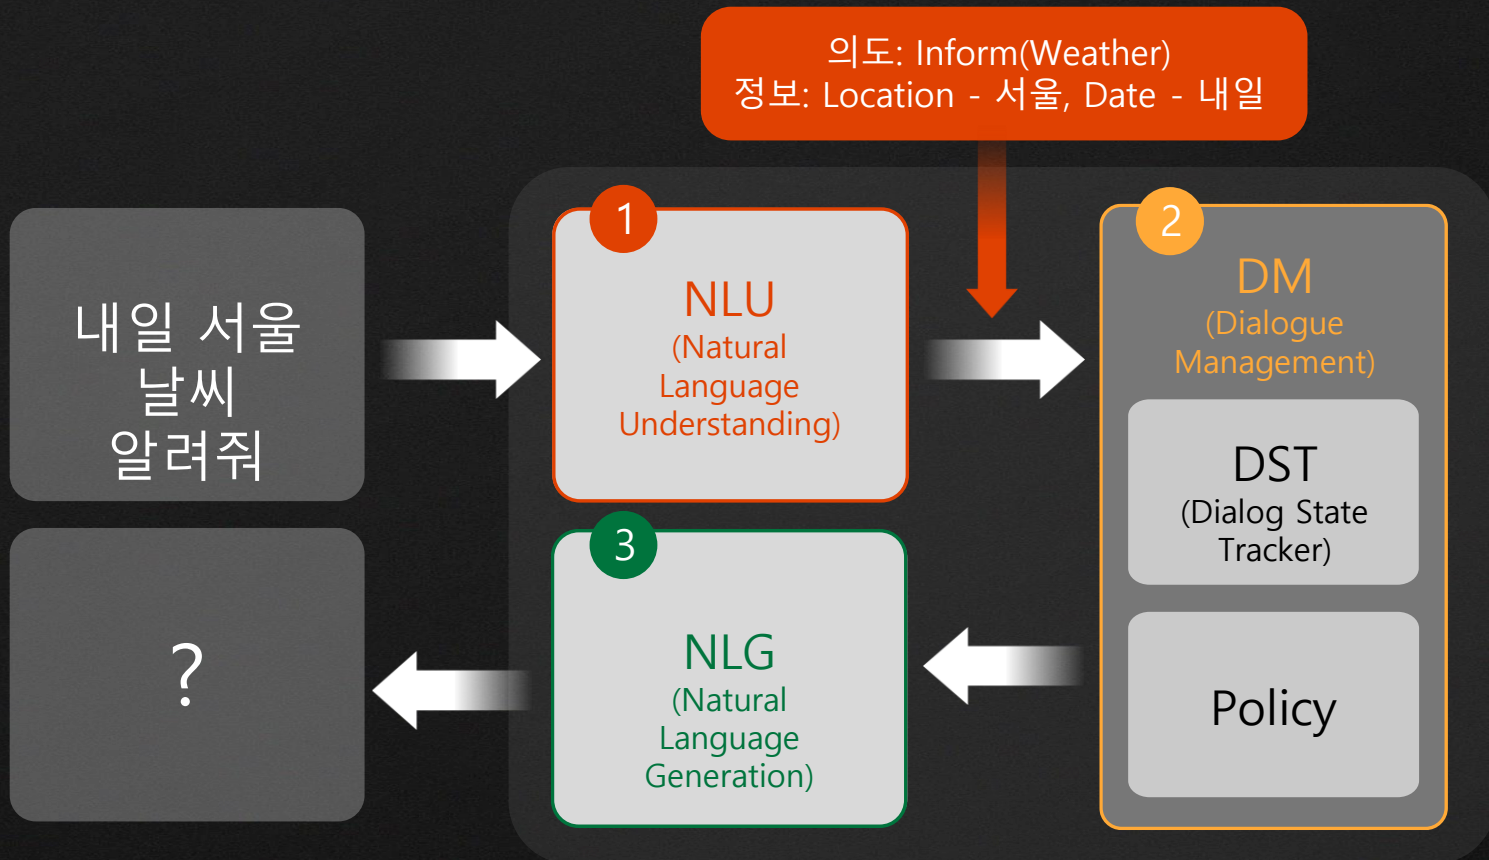 의도: Inform(Weather)
정보: Location - 서울, Date - 내일
내일 서울
날씨
알려줘
1
NLU
(Natural
Language
Understanding)
2
DM
(Dialogue
Management)
DST
(Dialog State
Tracker)
Policy
3
NLG
(Natural
Language
Generation)
?